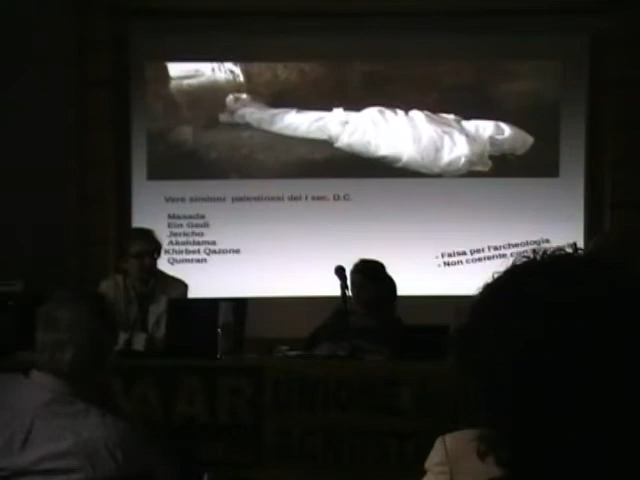 Vere sindoni palestinesi del I sec. D.C.
Masada
Ein Gedi
Jericho
Akeldama
Khirbet Qazone
Qumran
- Falsa per l'archeologia
- Non coerente con
MAR